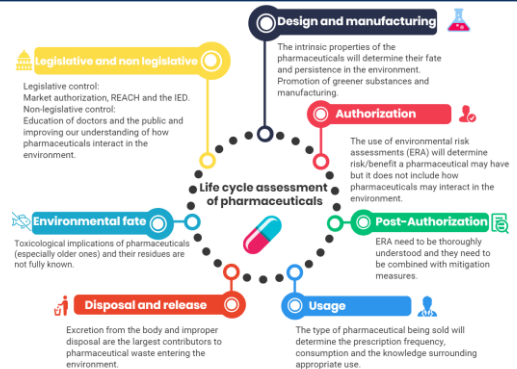 Design and manufacturing
The intrinsic properties of the
pharmaceuticals will determine their fate
and persistence in the environment.
Promotion of greener substances and
manufacturing.
Legislative and non legislative
Legislative control:
Market authorization, REACH and the IED.
Non-legislative control:
Education of doctors and the public and
improving our understanding of how
pharmaceuticals interact in the
environment.
Authorization
The use of environmental risk
assessments (ERA) will determine
risk/benefit a pharmaceutical may have
but it does not include how
pharmaceuticals may interact in the
environment.
Life cycle assessment
of pharmaceuticals
Environmental fate
Toxicological implications of pharmaceuticals
(especially older ones) and their residues are
not fully known.
Post-Authorization
ERA need to be thoroughly
understood and they need to
be combined with mitigation
measures.
Disposal and release
Excretion from the body and improper
disposal are the largest contributors to
pharmaceutical waste entering the
environment.
Usage
The type of pharmaceutical being sold will
determine the prescription frequency,
consumption and the knowledge surrounding
appropriate use.